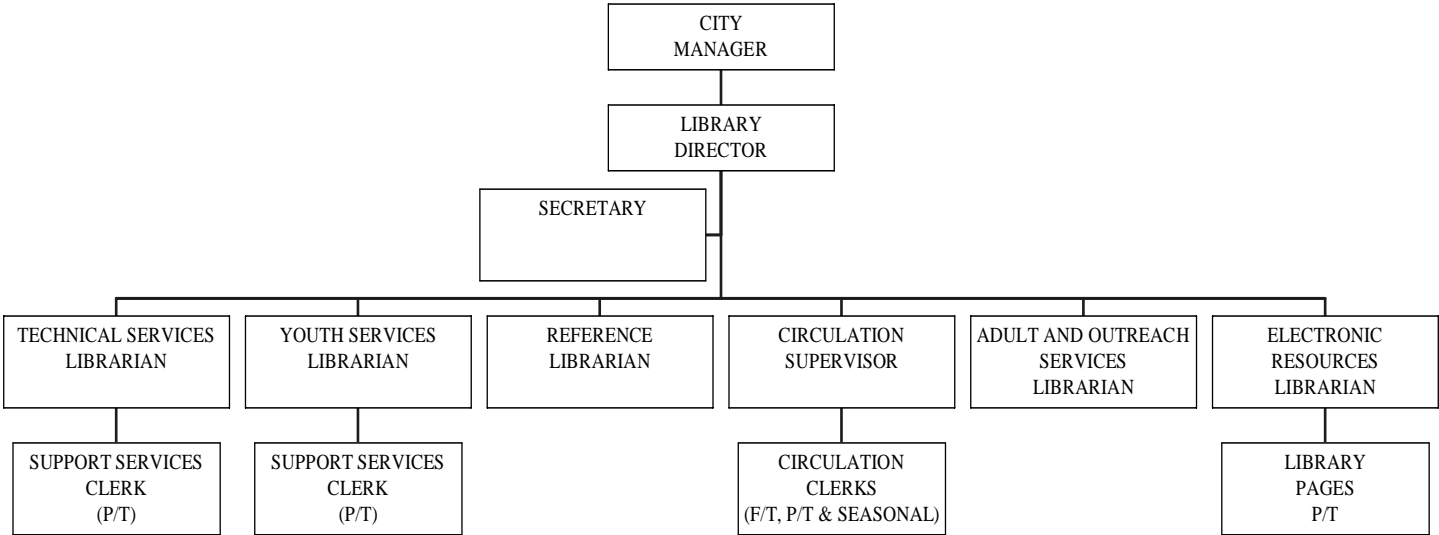 CITY
MANAGER
LIBRARY
DIRECTOR
SECRETARY
TECHNICAL SERVICES
LIBRARIAN
YOUTH SERVICES
LIBRARIAN
REFERENCE
LIBRARIAN
CIRCULATION
SUPERVISOR
ADULT AND OUTREACH
SERVICES
LIBRARIAN
ELECTRONIC
RESOURCES
LIBRARIAN
SUPPORT SERVICES
CLERK
(P/T)
SUPPORT SERVICES
CLERK
(P/T)
CIRCULATION
CLERKS
(F/T, P/T & SEASONAL)
LIBRARY
PAGES
P/T